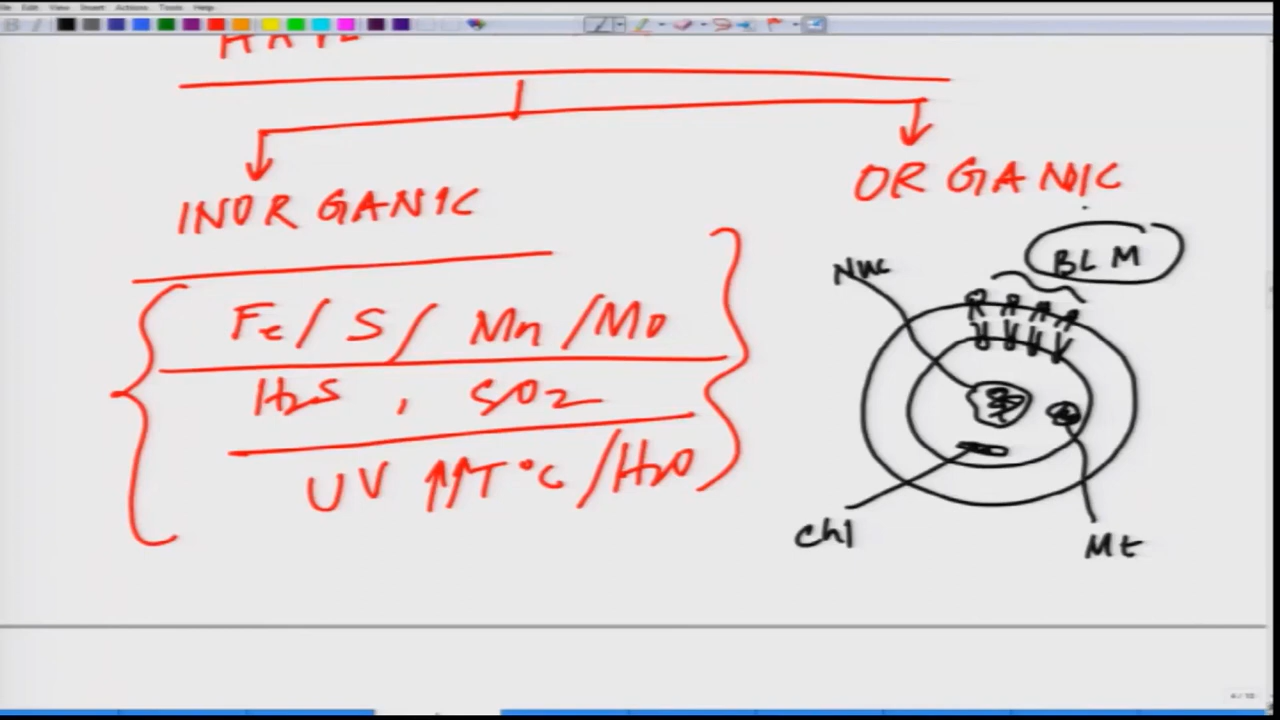 INORGANIC
ORGANIC
Fe/S/Mn/Mo
H2S, SO2
UV ↑↑T°C/H2O
BLM
Nuc
Chl
Mt